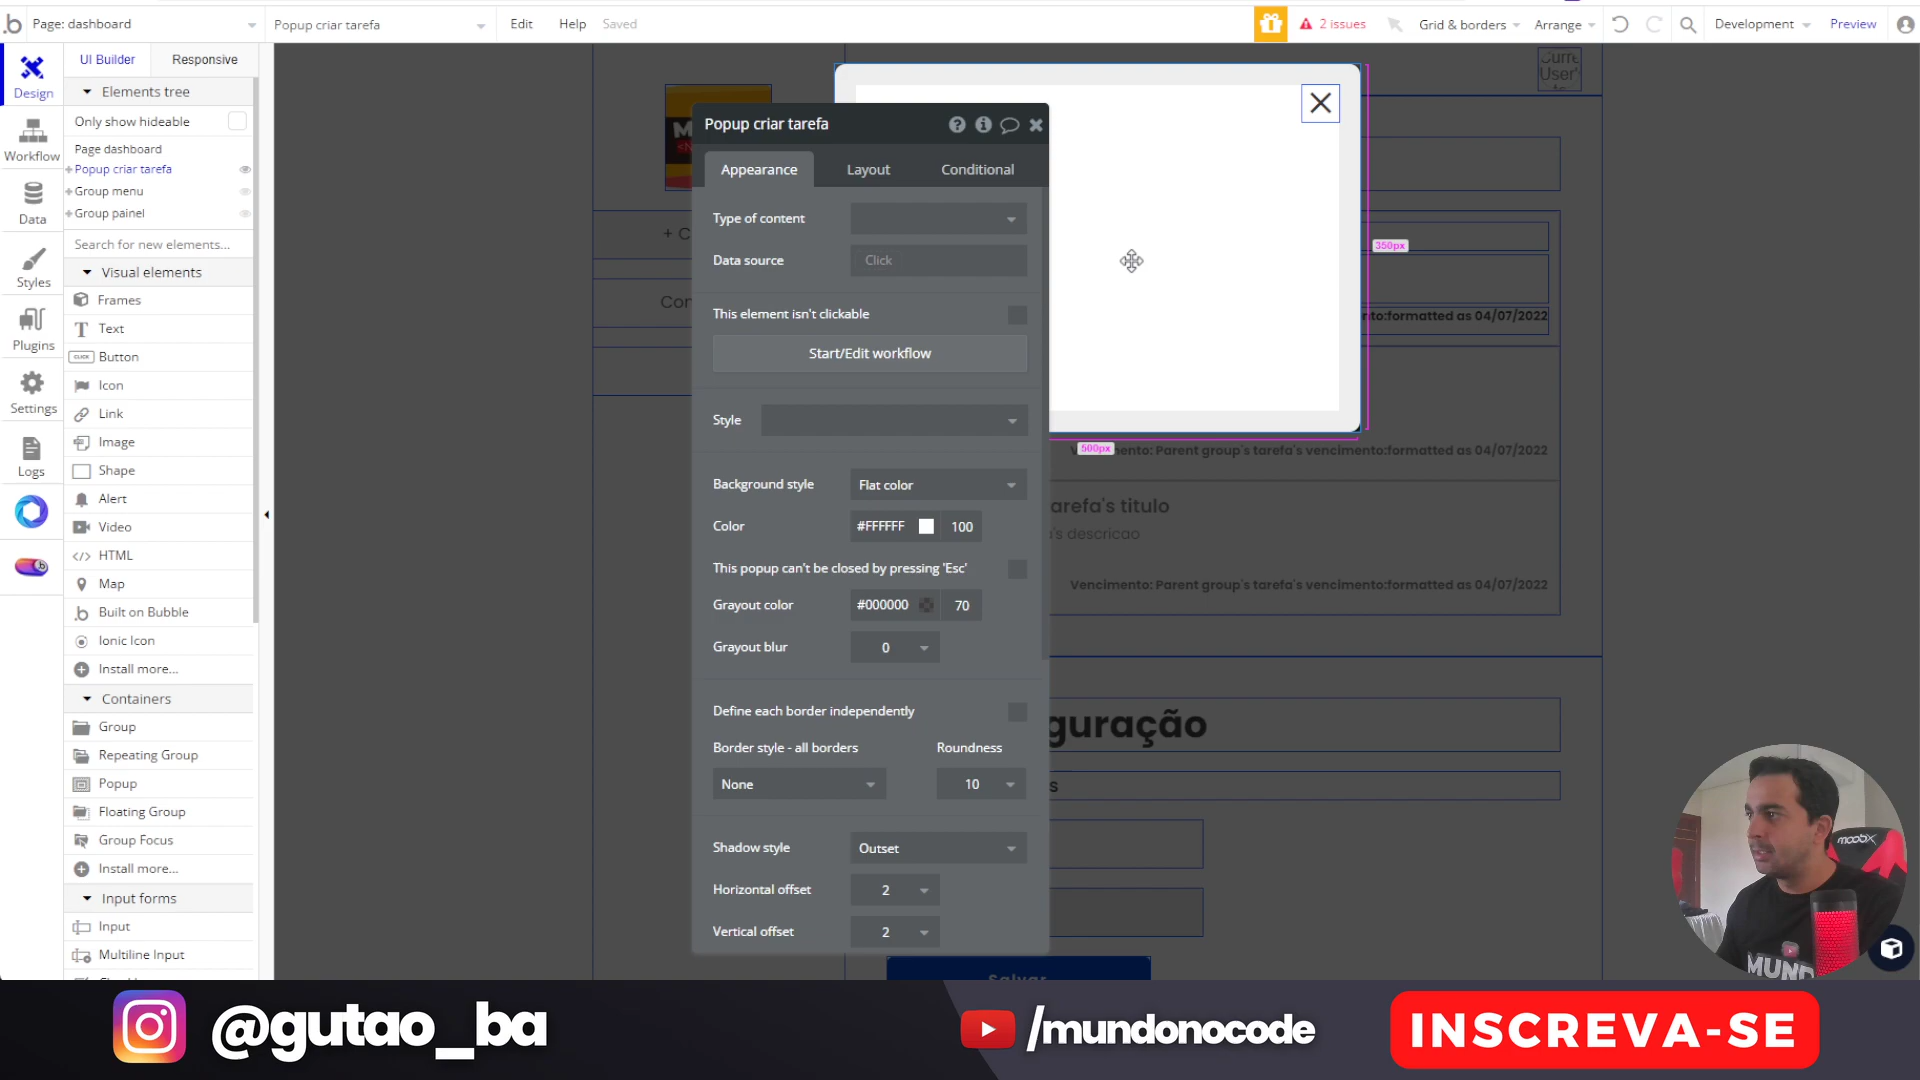 Page: dashboard
Popup criar tarefa
Edit
Help
Saved
2 issues
Grid & borders
Arrange
Development
Preview
UI Builder
Responsive
Design
Workflow
Data
Styles
Plugins
Settings
Logs
Elements tree
Only show hideable
Page dashboard
Popup criar tarefa
Group menu
Group painel
Search for new elements...
Visual elements
Frames
Text
CLICK
Button
Icon
Link
Image
Shape
Alert
Video
HTML
Map
Built on Bubble
Ionic Icon
Install more...
Containers
Group
Repeating Group
Popup
Floating Group
Group Focus
Install more...
Input forms
Input
Multiline Input
Popup criar tarefa
Appearance
Layout
Conditional
Type of content
Data source
Click
This element isn't clickable
Start/Edit workflow
Style
Background style
Flat color
Color
#FFFFFF
100
This popup can't be closed by pressing 'Esc'
Grayout color
#000000
70
Grayout blur
0
Define each border independently
Border style - all borders
Roundness
None
10
Shadow style
Outset
Horizontal offset
2
Vertical offset
2
User's
350px
500px
nto:formatted as 04/07/2022
ento: Parent group's tarefa's vencimento:formatted as 04/07/2022
arefa's titulo
's descricao
Vencimento: Parent group's tarefa's vencimento:formatted as 04/07/2022
guração
Salvar
moobx
MUND
@gutao_ba
/mundonocode
INSCREVA-SE